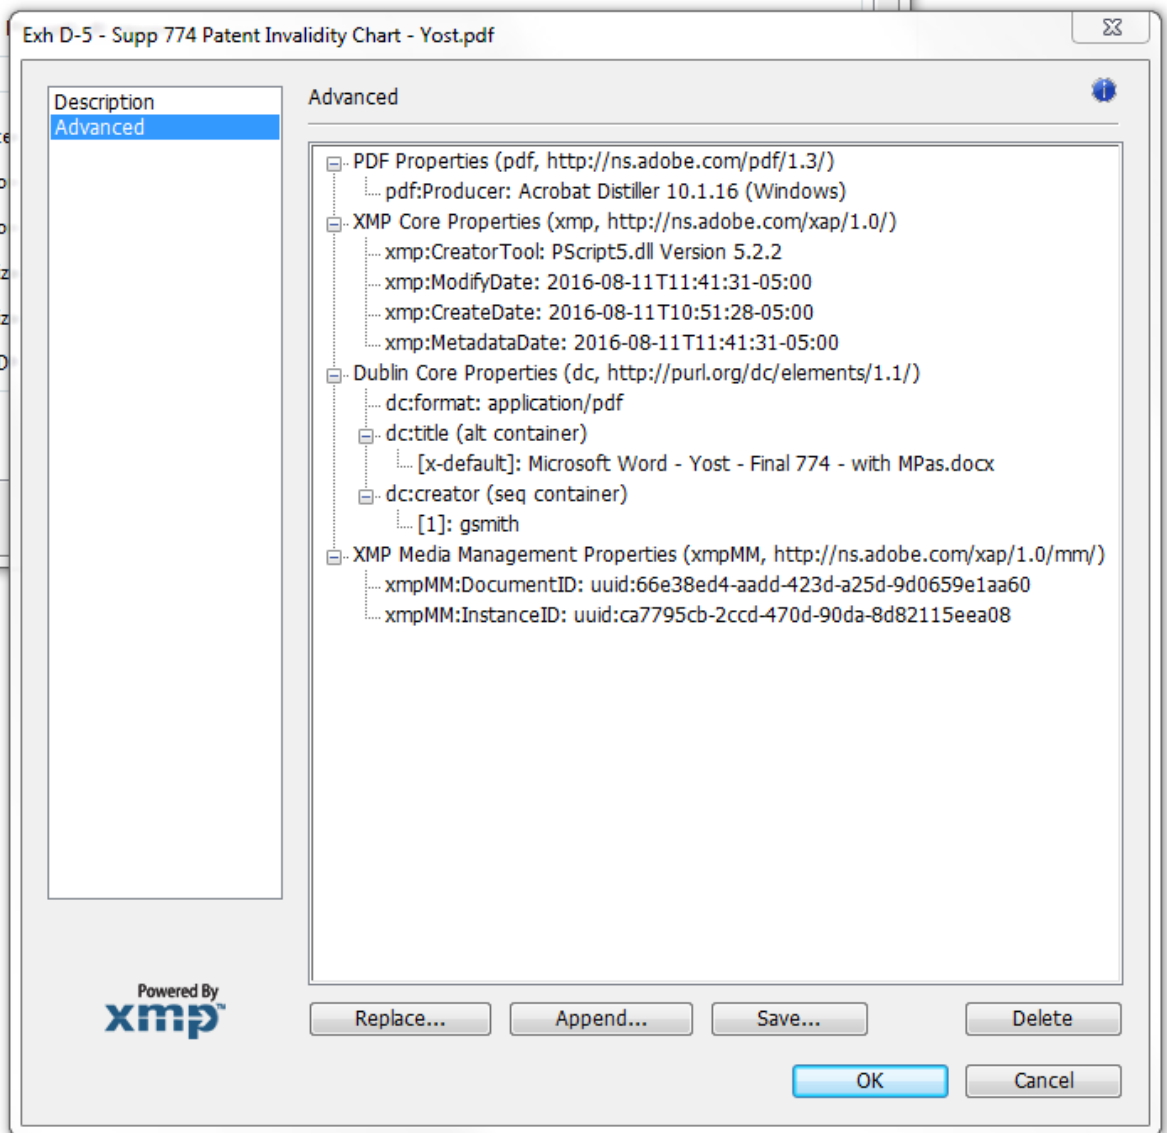 Exh D-5 - Supp 774 Patent Invalidity Chart - Yost.pdf
Description
Advanced
Advanced
PDF Properties (pdf, http://ns.adobe.com/pdf/1.3/)
pdf:Producer: Acrobat Distiller 10.1.16 (Windows)
XMP Core Properties (xmp, http://ns.adobe.com/xap/1.0/)
xmp:CreatorTool: PScript5.dll Version 5.2.2
xmp:ModifyDate: 2016-08-11T11:41:31-05:00
xmp:CreateDate: 2016-08-11T10:51:28-05:00
xmp:MetadataDate: 2016-08-11T11:41:31-05:00
Dublin Core Properties (dc, http://purl.org/dc/elements/1.1/)
dc:format: application/pdf
dc:title (alt container)
[x-default]: Microsoft Word - Yost - Final 774 - with MPas.docx
dc:creator (seq container)
[1]: gsmith
XMP Media Management Properties (xmpMM, http://ns.adobe.com/xap/1.0/mm/)
xmpMM:DocumentID: uuid:66e38ed4-aadd-423d-a25d-9d0659e1aa60
xmpMM:InstanceID: uuid:ca7795cb-2ccd-470d-90da-8d82115eea08
Powered By
xmp™
Replace...
Append...
Save...
Delete
OK
Cancel